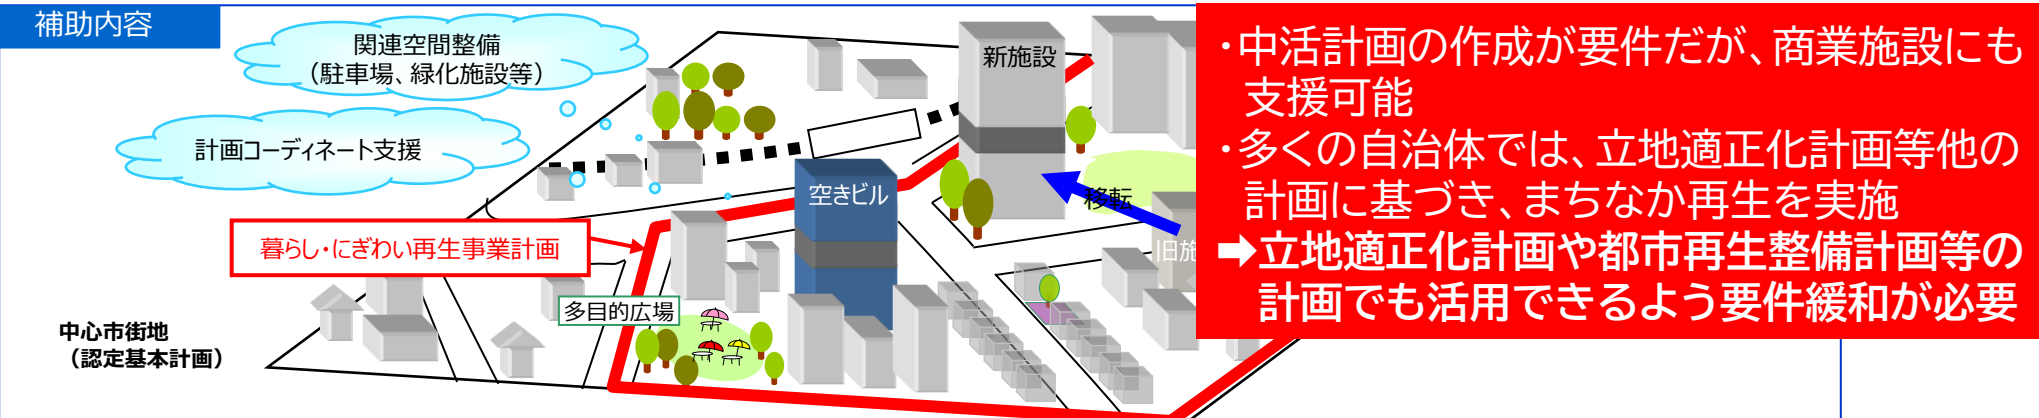 補助内容
関連空間整備
（駐車場、緑化施設等）
計画コーディネート支援
新施設
空きビル
移転
旧施
暮らし・にぎわい再生事業計画
多目的広場
中心市街地
（認定基本計画）
・中活計画の作成が要件だが、商業施設にも
支援可能
・多くの自治体では、立地適正化計画等他の
計画に基づき、まちなか再生を実施
➡立地適正化計画や都市再生整備計画等の
計画でも活用できるよう要件緩和が必要